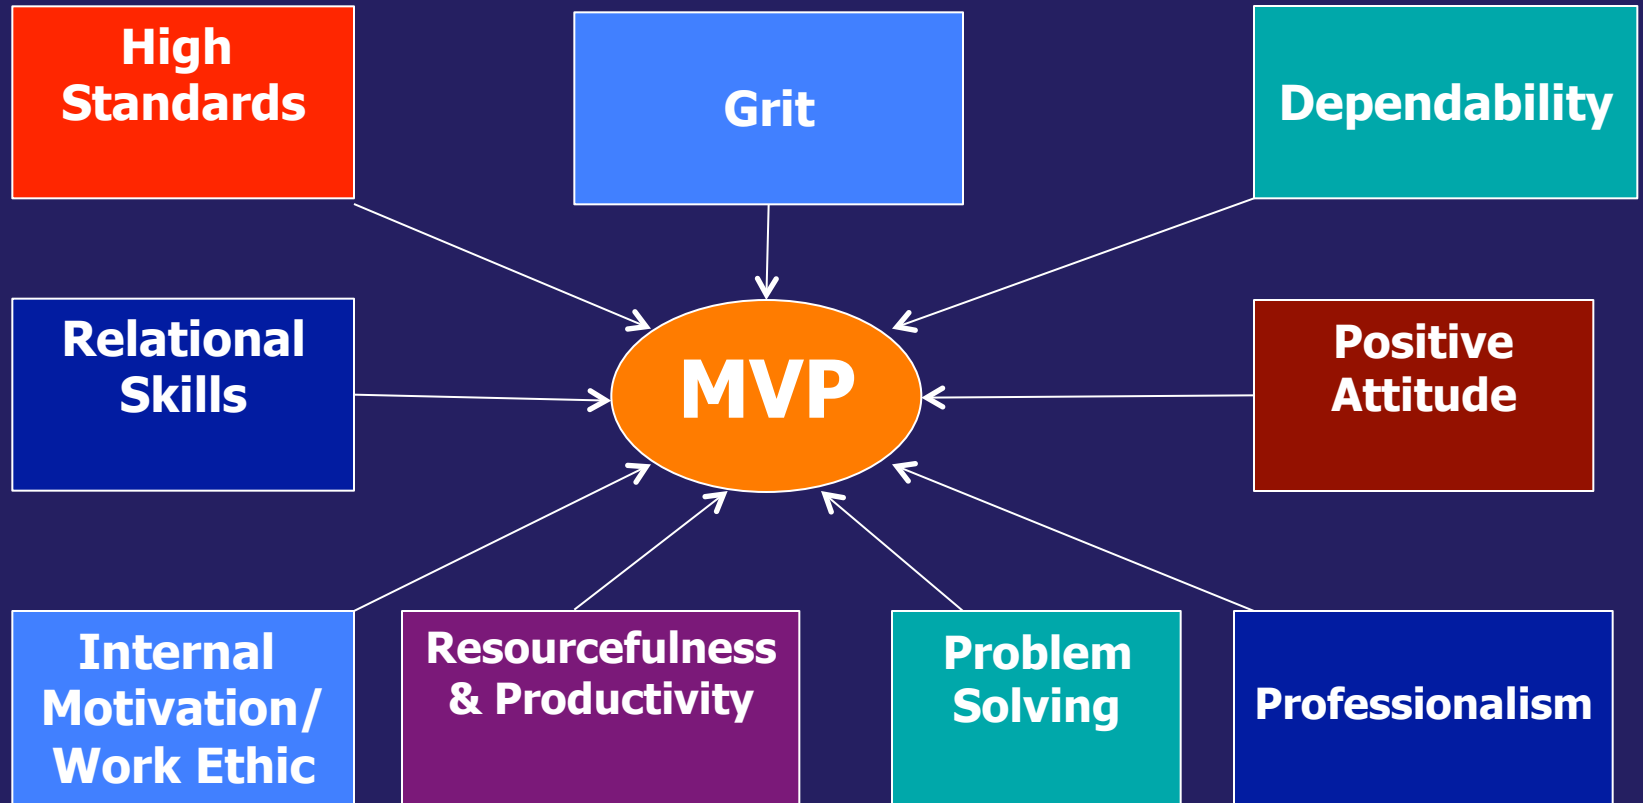 High
Standards
Grit
Dependability
Relational
Skills
MVP
Positive
Attitude
Internal
Motivation/
Work Ethic
Resourcefulness
& Productivity
Problem
Solving
Professionalism